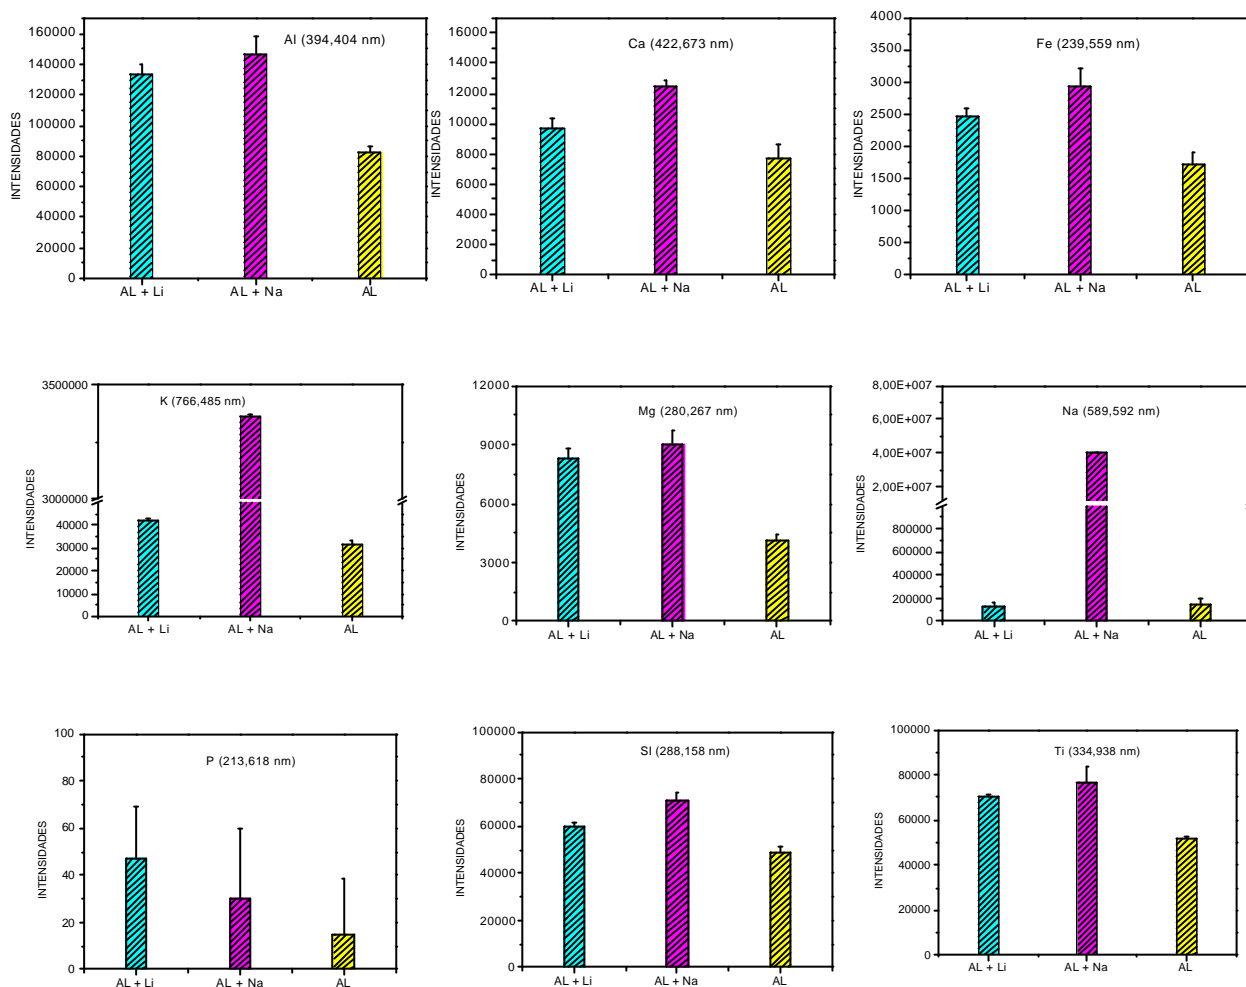 Al (394,404 nm)
INTENSIDADES
160000
140000
120000
100000
80000
60000
40000
20000
0
AL + Li
AL + Na
AL
Ca (422,673 nm)
INTENSIDADES
16000
14000
12000
10000
8000
6000
4000
2000
0
AL + Li
AL + Na
AL
Fe (239,559 nm)
INTENSIDADES
4000
3500
3000
2500
2000
1500
1000
500
0
AL + Li
AL + Na
AL
K (766,485 nm)
INTENSIDADES
3500000
3000000
40000
30000
20000
10000
0
AL + Li
AL + Na
AL
Mg (280,267 nm)
INTENSIDADES
12000
9000
6000
3000
0
AL + Li
AL + Na
AL
Na (589,592 nm)
INTENSIDADES
8,00E+007
6,00E+007
4,00E+007
2,00E+007
800000
600000
400000
200000
0
AL + Li
AL + Na
AL
P (213,618 nm)
INTENSIDADES
100
80
60
40
20
0
AL + Li
AL + Na
AL
SI (288,158 nm)
INTENSIDADES
100000
80000
60000
40000
20000
0
AL + Li
AL + Na
AL
Ti (334,938 nm)
INTENSIDADES
100000
80000
60000
40000
20000
0
AL + Li
AL + Na
AL